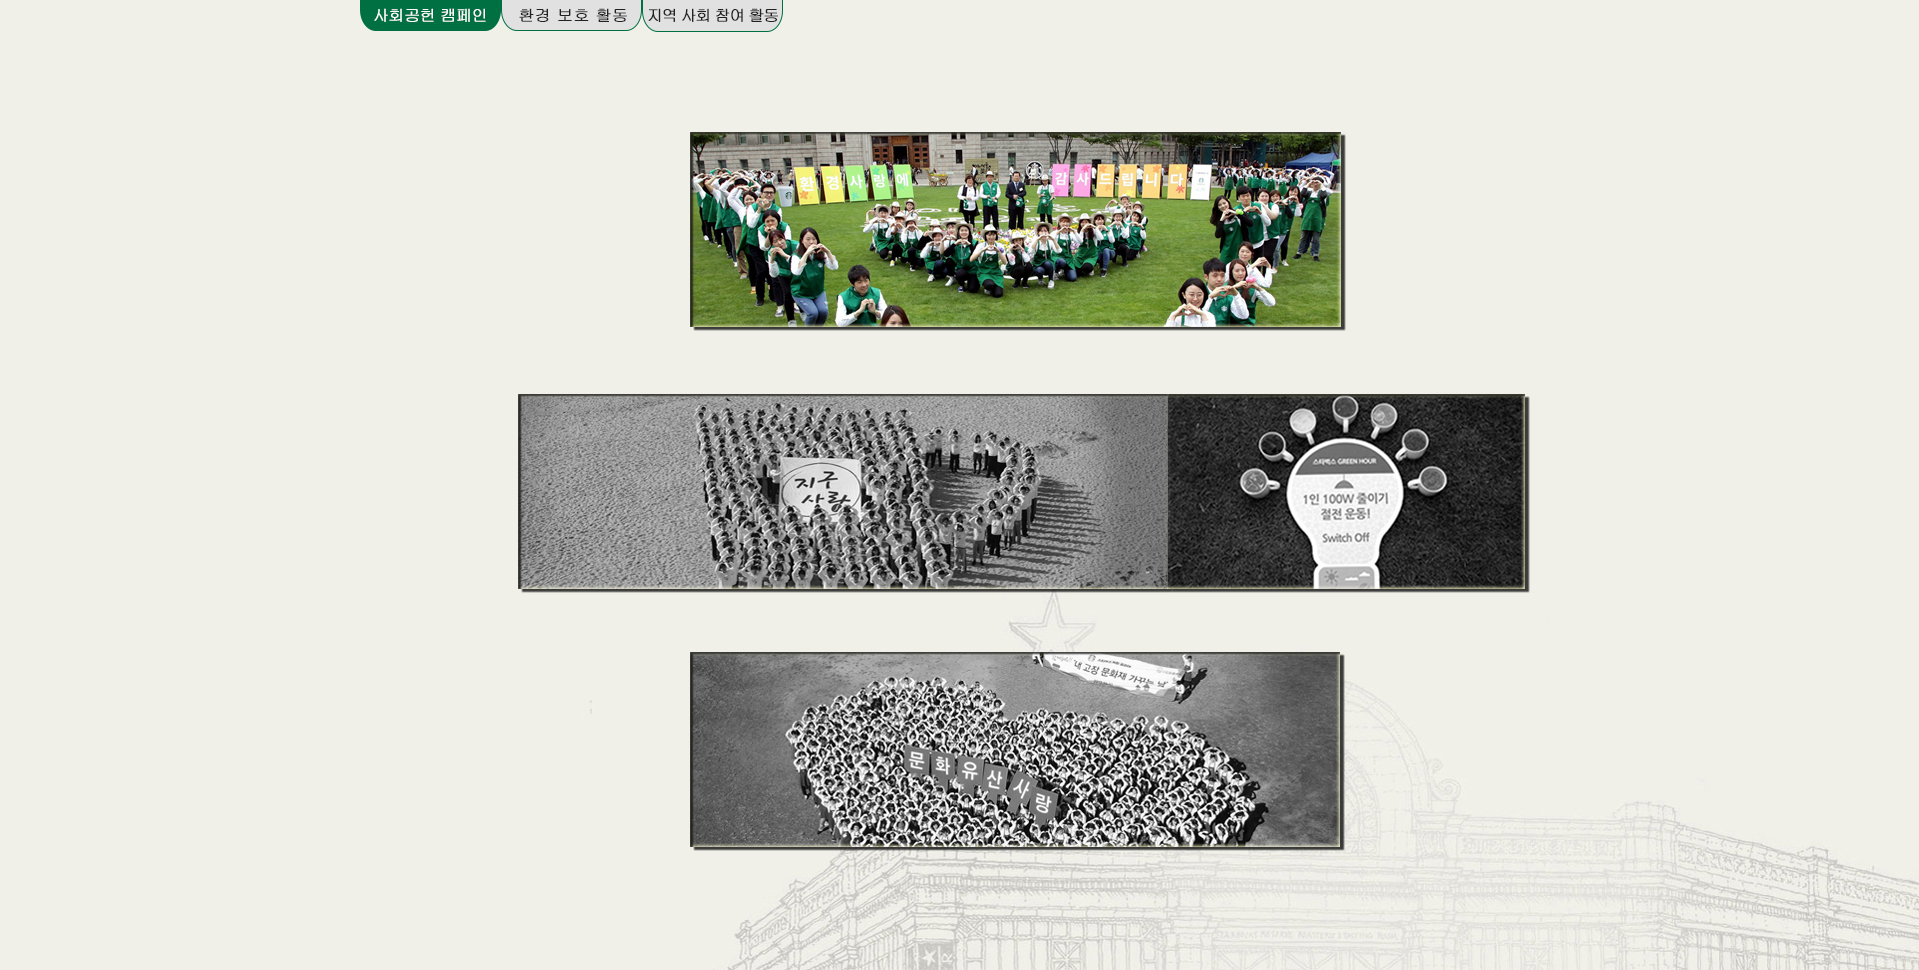 사회공헌 캠페인
환경 보호 활동
지역 사회 참여 활동
환경사랑에
감사드립니다
지구
사랑
스타벅스 GREEN HOUR
1인 100W 줄이기
절전 운동!
Switch Off
내 고장 문화재 가꾸는 날
문화유산사랑